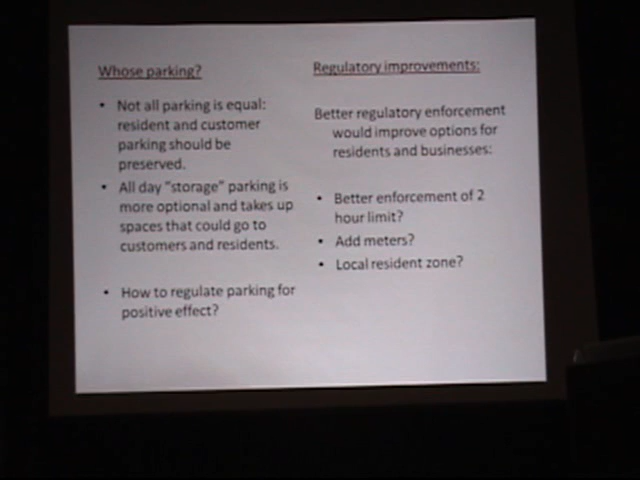 Whose parking?
• Not all parking is equal:
resident and customer
parking should be
preserved.
• All day "storage" parking is
more optional and takes up
spaces that could go to
customers and residents.
• How to regulate parking for
positive effect?
Regulatory improvements:
Better regulatory enforcement
would improve options for
residents and businesses:
• Better enforcement of 2
hour limit?
• Add meters?
• Local resident zone?